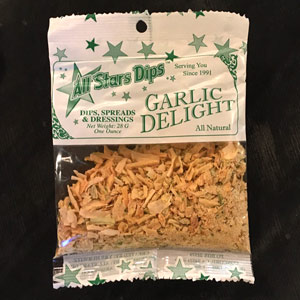 All Stars Dips
Serving You
Since 1991
DIPS, SPREADS
& DRESSINGS
Net Weight: 28 G
One Ounce
GARLIC
DELIGHT
All Natural